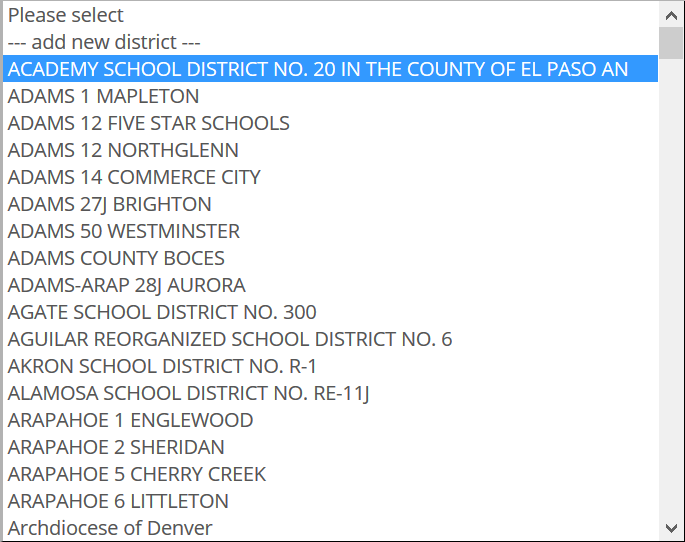 Please select
--- add new district ---
ACADEMY SCHOOL DISTRICT NO. 20 IN THE COUNTY OF EL PASO AN
ADAMS 1 MAPLETON
ADAMS 12 FIVE STAR SCHOOLS
ADAMS 12 NORTHGLENN
ADAMS 14 COMMERCE CITY
ADAMS 27J BRIGHTON
ADAMS 50 WESTMINSTER
ADAMS COUNTY BOCES
ADAMS-ARAP 28J AURORA
AGATE SCHOOL DISTRICT NO. 300
AGUILAR REORGANIZED SCHOOL DISTRICT NO. 6
AKRON SCHOOL DISTRICT NO. R-1
ALAMOSA SCHOOL DISTRICT NO. RE-11J
ARAPAHOE 1 ENGLEWOOD
ARAPAHOE 2 SHERIDAN
ARAPAHOE 5 CHERRY CREEK
ARAPAHOE 6 LITTLETON
Archdiocese of Denver